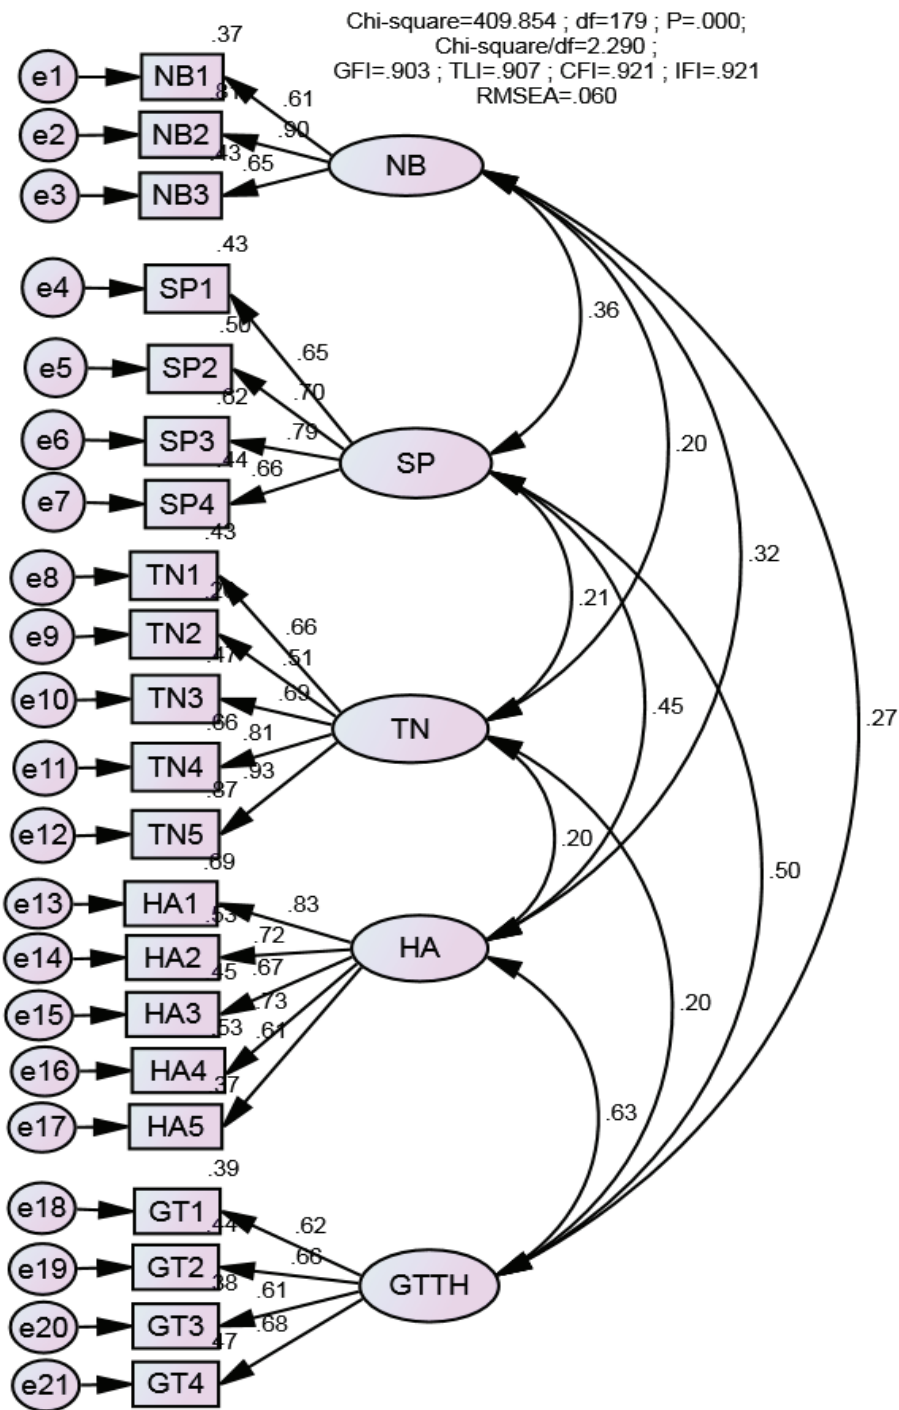 Chi-square=409.854 ; df=179 ; P=.000;
Chi-square/df=2.290 ;
GFI=.903 ; TLI=.907 ; CFI=.921 ; IFI=.921
RMSEA=.060
.37
e1 NB1 .61
.81
e2 NB2 .90
.43
e3 NB3 .65
NB
.43
e4 SP1 .65
.50
e5 SP2 .70
.62
e6 SP3 .79
.44
e7 SP4 .66
SP
.43
e8 TN1 .66
e9 TN2 .51
.47
e10 TN3 .69
.66
e11 TN4 .81
.87
e12 TN5 .93
TN
.69
e13 HA1 .83
.53
e14 HA2 .72
.45
e15 HA3 .67
.53
e16 HA4 .73
.37
e17 HA5 .61
HA
.39
e18 GT1 .62
.44
e19 GT2 .66
.38
e20 GT3 .61
.47
e21 GT4 .68
GTTH
.36
.20
.32
.21
.45
.27
.20
.50
.20
.63